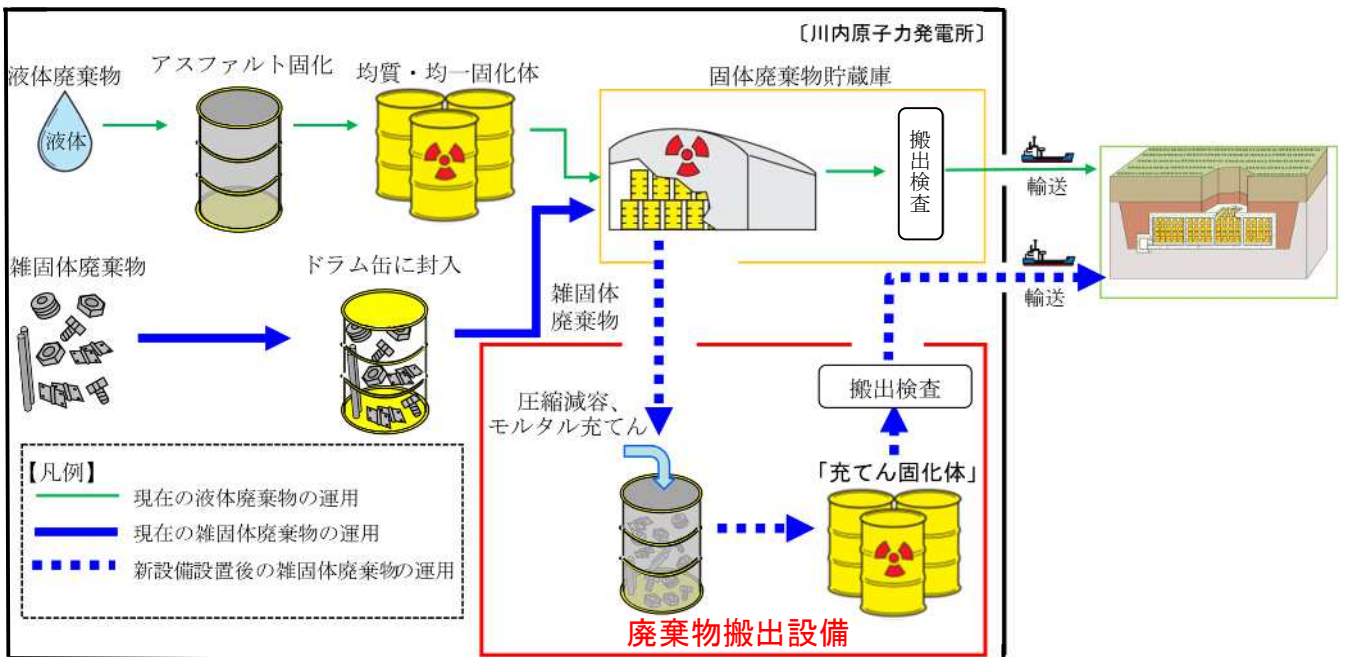 〔川内原子力発電所〕
液体廃棄物
アスファルト固化
均質・均一固化体
固体廃棄物貯蔵庫
液体
搬出検査
輸送
雑固体廃棄物
ドラム缶に封入
雑固体
廃棄物
輸送
圧縮減容、
モルタル充てん
搬出検査
「充てん固化体」
廃棄物搬出設備
【凡例】
現在の液体廃棄物の運用
現在の雑固体廃棄物の運用
新設備設置後の雑固体廃棄物の運用